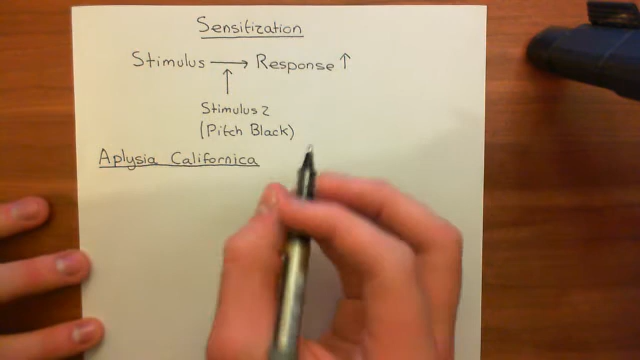 Sensitization
Stimulus → Response ↑
↑
Stimulus 2
(Pitch Black)
Aplysia Californica